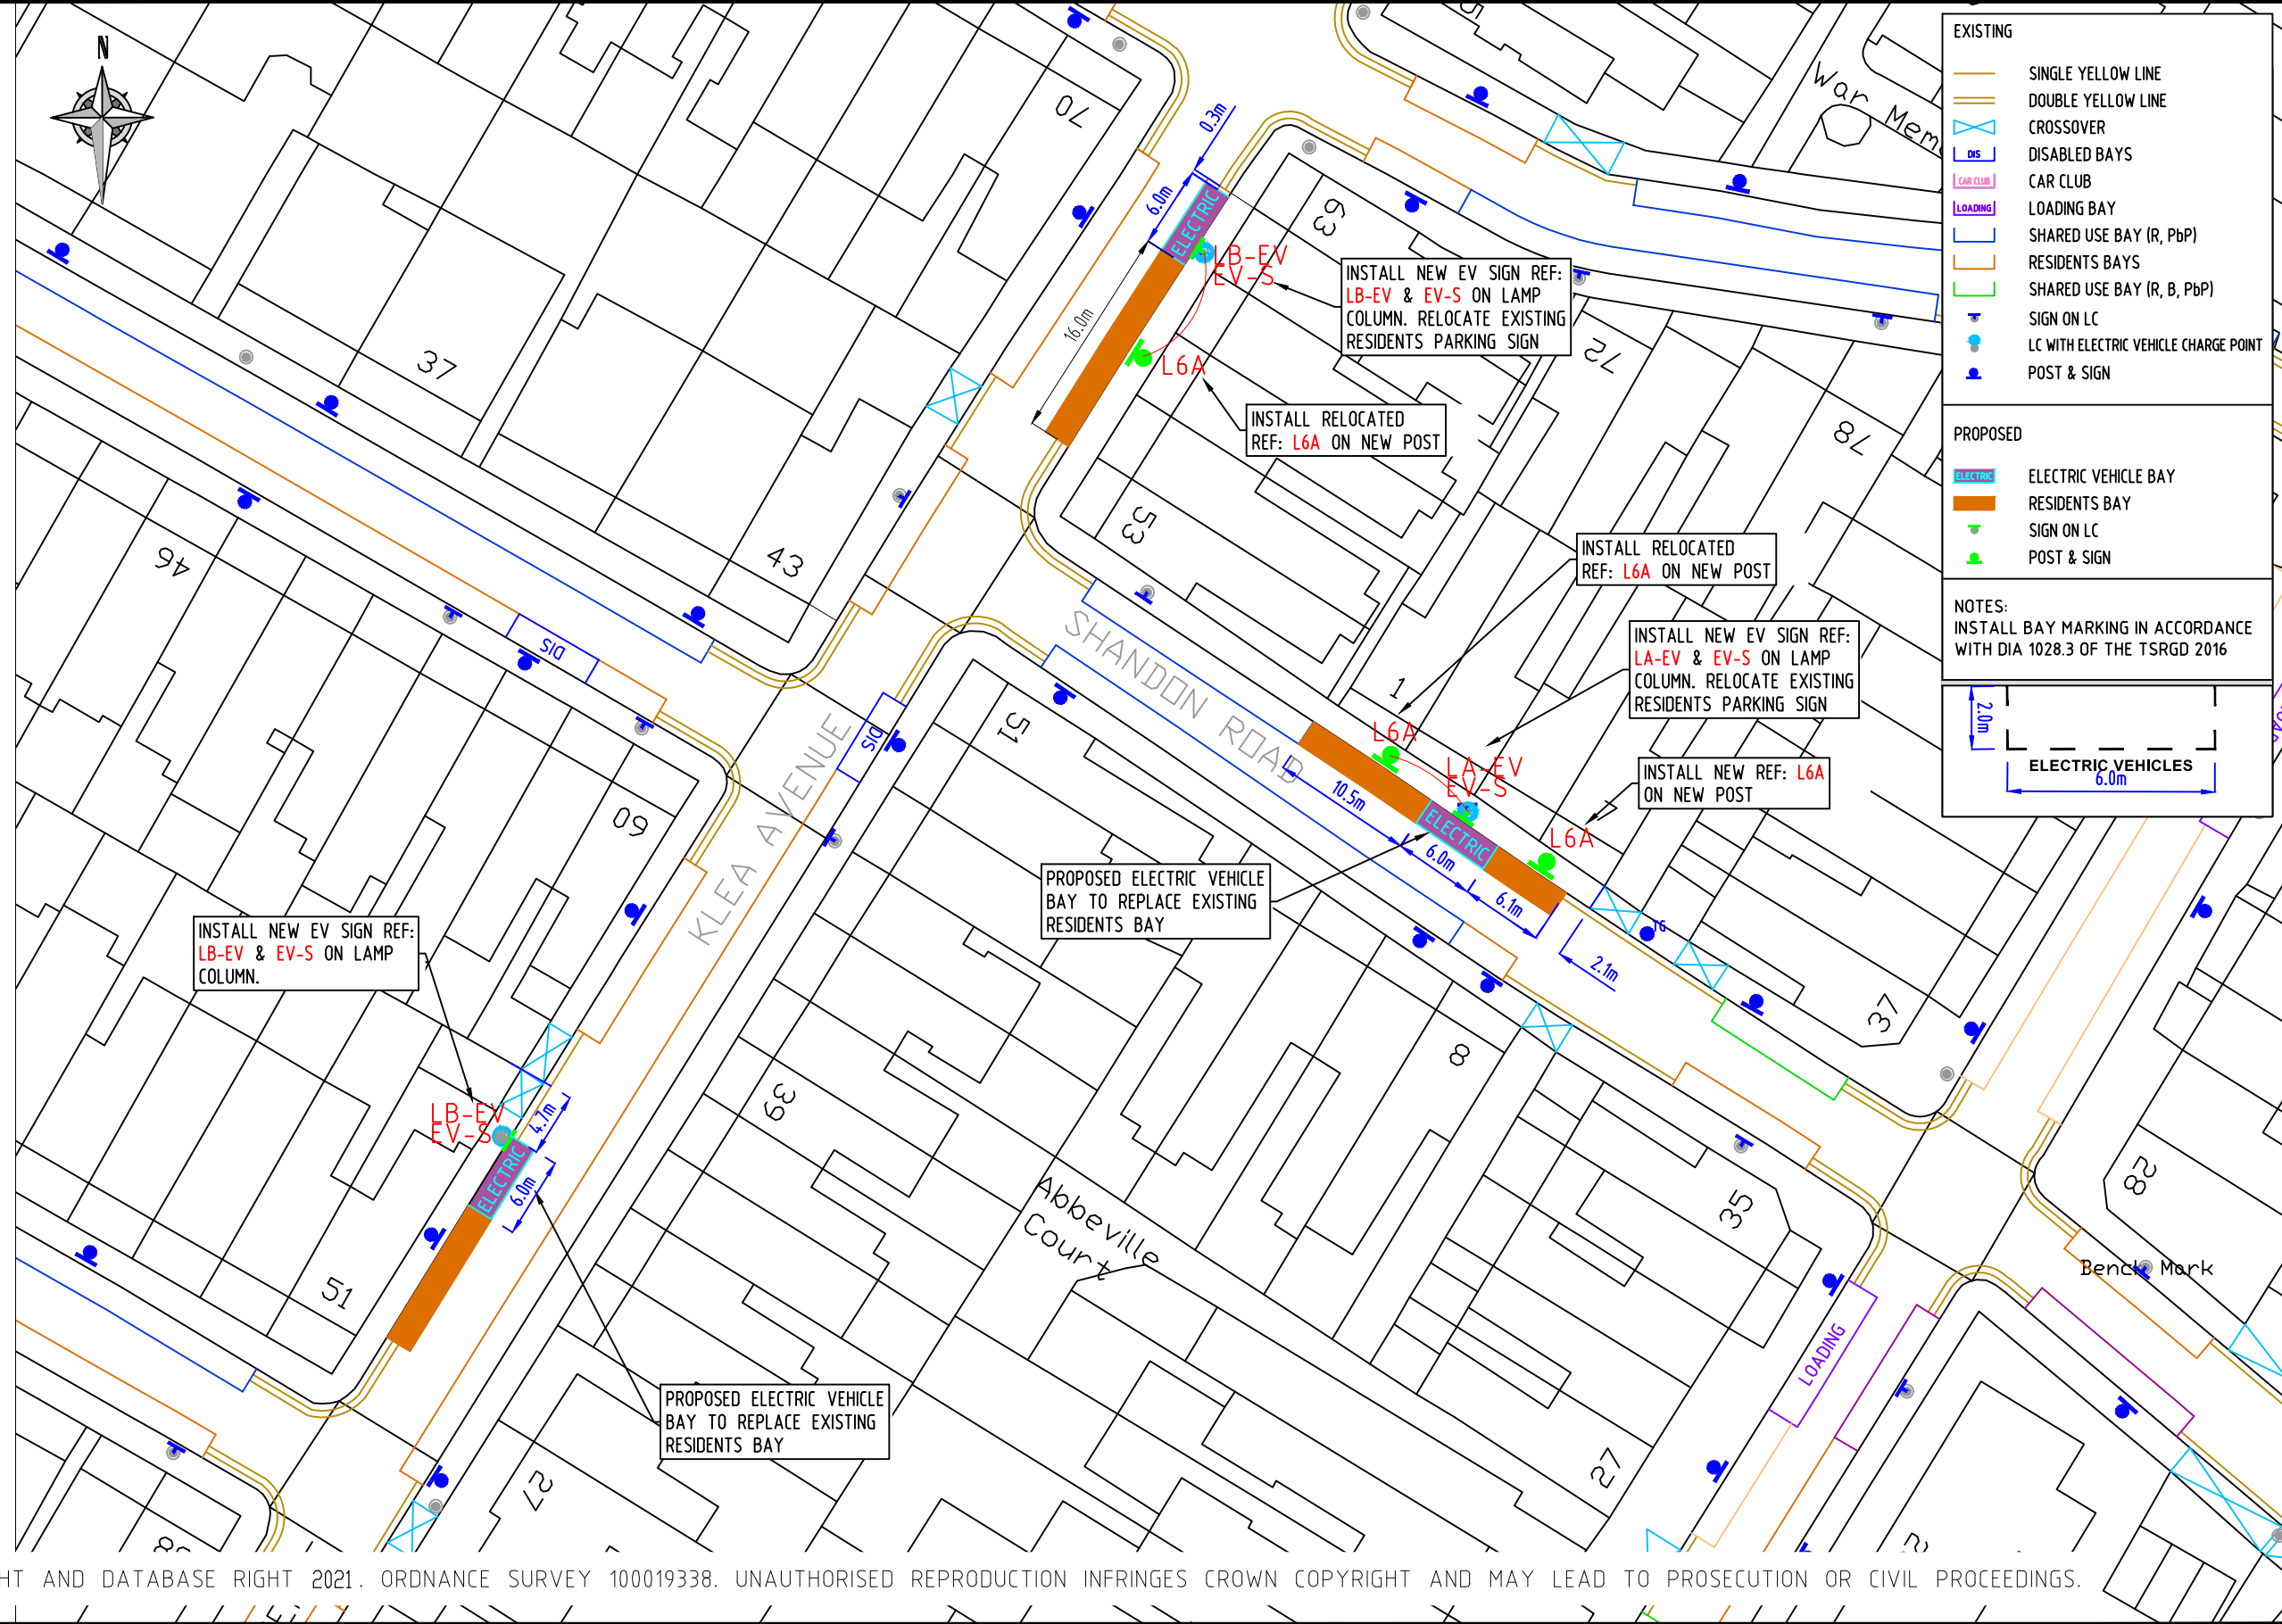 N
70
37
46
43
60
51
39
27
51
53
63
72
78
1
7
8
37
35
27
28
War Mem
0.3m
6.0m
ELECTRIC
16.0m
LB-EV
EV-S
L6A
INSTALL NEW EV SIGN REF:
LB-EV & EV-S ON LAMP
COLUMN. RELOCATE EXISTING
RESIDENTS PARKING SIGN
INSTALL RELOCATED
REF: L6A ON NEW POST
INSTALL RELOCATED
REF: L6A ON NEW POST
INSTALL NEW EV SIGN REF:
LA-EV & EV-S ON LAMP
COLUMN. RELOCATE EXISTING
RESIDENTS PARKING SIGN
INSTALL NEW REF: L6A
ON NEW POST
SHANDON ROAD
KLEA AVENUE
DIS
DIS
L6A
LA-EV
EV-S
L6A
ELECTRIC
10.5m
6.0m
6.1m
2.1m
TG
PROPOSED ELECTRIC VEHICLE
BAY TO REPLACE EXISTING
RESIDENTS BAY
INSTALL NEW EV SIGN REF:
LB-EV & EV-S ON LAMP
COLUMN.
LB-EV
EV-S
4.7m
6.0m
ELECTRIC
PROPOSED ELECTRIC VEHICLE
BAY TO REPLACE EXISTING
RESIDENTS BAY
Abbeville
Court
Bench Mark
LOADING
EXISTING
SINGLE YELLOW LINE
DOUBLE YELLOW LINE
CROSSOVER
DIS DISABLED BAYS
CAR CLUB CAR CLUB
LOADING LOADING BAY
SHARED USE BAY (R, PbP)
RESIDENTS BAYS
SHARED USE BAY (R, B, PbP)
SIGN ON LC
LC WITH ELECTRIC VEHICLE CHARGE POINT
POST & SIGN
PROPOSED
ELECTRIC ELECTRIC VEHICLE BAY
RESIDENTS BAY
SIGN ON LC
POST & SIGN
NOTES:
INSTALL BAY MARKING IN ACCORDANCE
WITH DIA 1028.3 OF THE TSRGD 2016
2.0m
ELECTRIC VEHICLES
6.0m
HT AND DATABASE RIGHT 2021. ORDNANCE SURVEY 100019338. UNAUTHORISED REPRODUCTION INFRINGES CROWN COPYRIGHT AND MAY LEAD TO PROSECUTION OR CIVIL PROCEEDINGS.